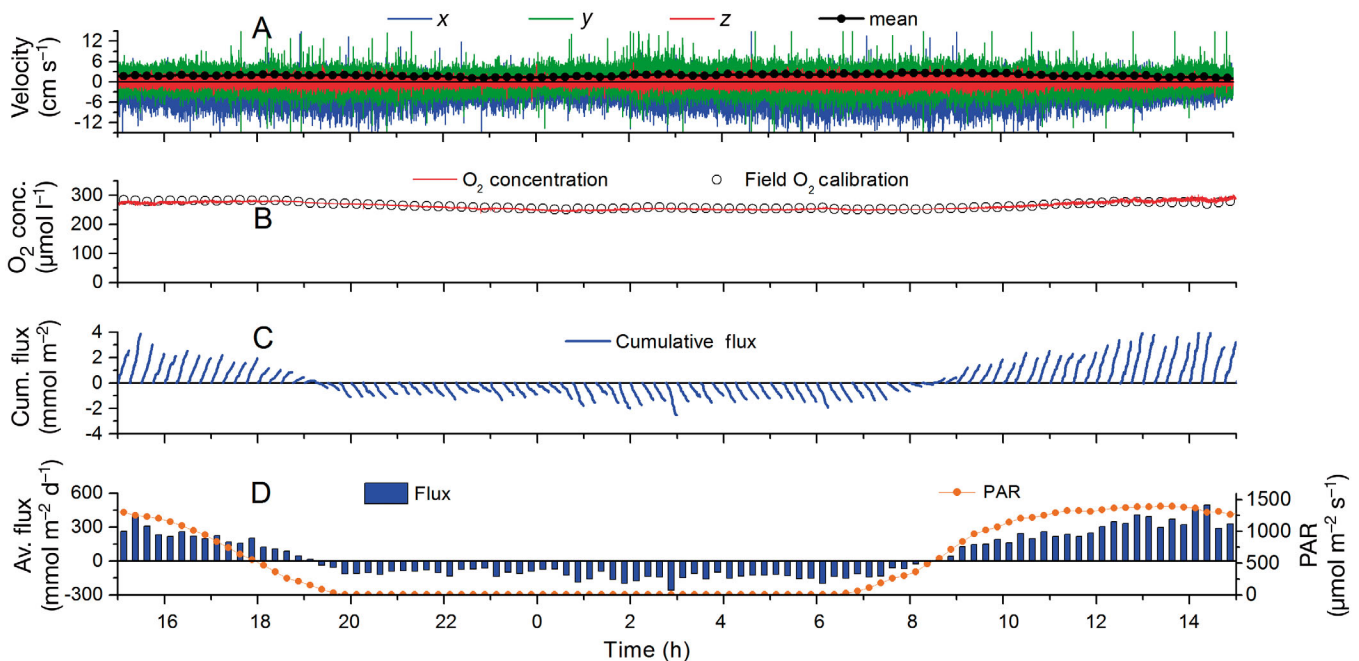 x y z mean
A
12
6
0
-6
-12
Velocity
(cm s⁻¹)
O₂ concentration Field O₂ calibration
B
300
200
100
0
O₂ conc.
(µmol l⁻¹)
C
Cumulative flux
4
2
0
-2
-4
Cum. flux
(mmol m⁻²)
D
Flux
PAR
600
300
0
-300
Av. flux
(mmol m⁻² d⁻¹)
1500
1000
5500
0
PAR
(µmol m⁻² s⁻¹)
16 18 20 22 0 2 4 6 8 10 12 14
Time (h)